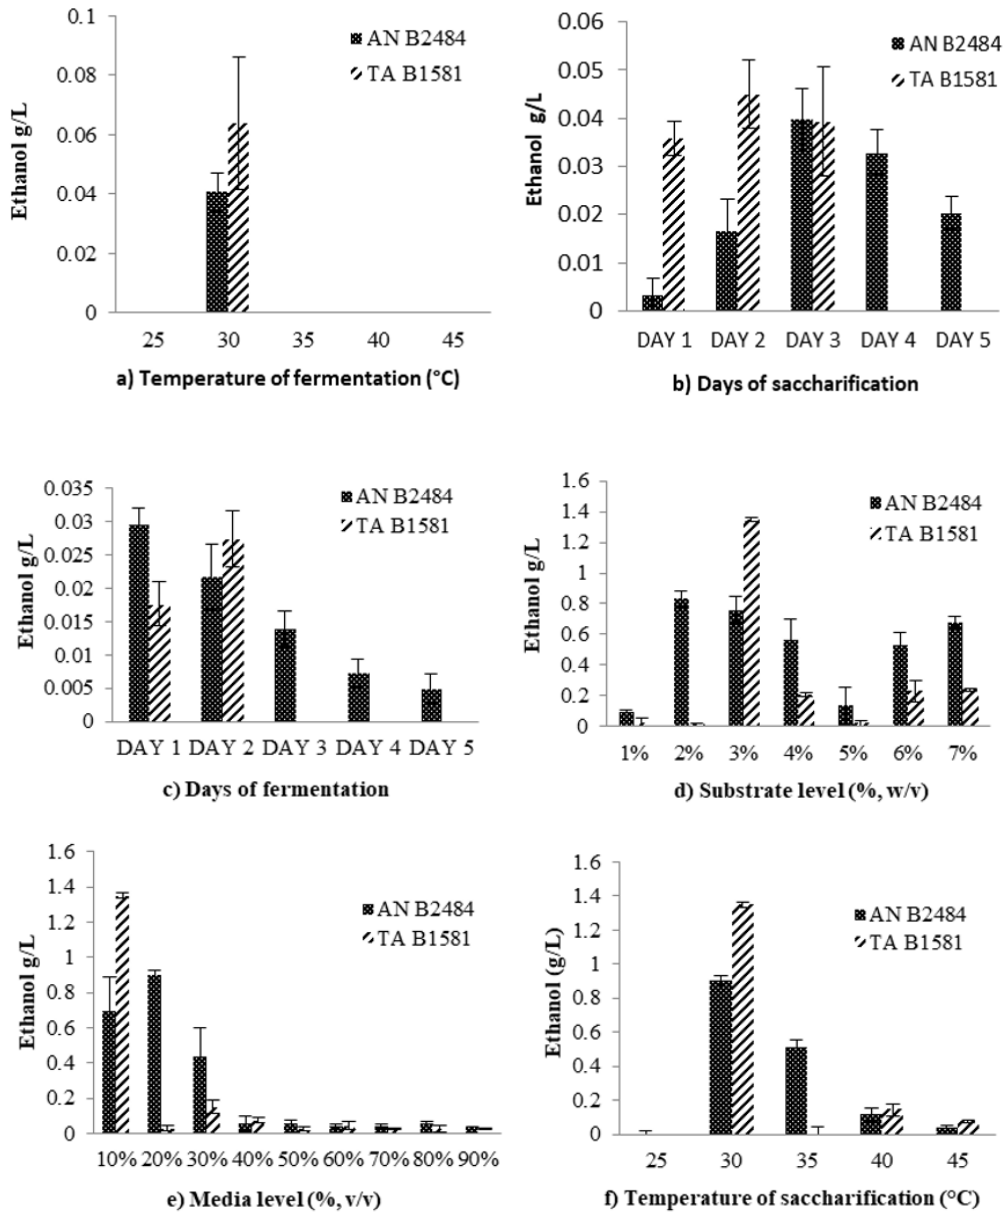 0.1
0.08
0.06
0.04
0.02
0
Ethanol g/L
AN B2484
TA B1581
25 30 35 40 45
a) Temperature of fermentation (°C)
0.06
0.05
0.04
0.03
0.02
0.01
0
Ethanol g/L
AN B2484
TA B1581
DAY 1 DAY 2 DAY 3 DAY 4 DAY 5
b) Days of saccharification
0.035
0.03
0.025
0.02
0.015
0.01
0.005
0
Ethanol g/L
AN B2484
TA B1581
DAY 1 DAY 2 DAY 3 DAY 4 DAY 5
c) Days of fermentation
1.6
1.4
1.2
1
0.8
0.6
0.4
0.2
0
Ethanol g/L
AN B2484
TA B1581
1% 2% 3% 4% 5% 6% 7%
d) Substrate level (%, w/v)
1.6
1.4
1.2
1
0.8
0.6
0.4
0.2
0
Ethanol g/L
AN B2484
TA B1581
10% 20% 30% 40% 50% 60% 70% 80% 90%
e) Media level (%, v/v)
1.6
1.4
1.2
1
0.8
0.6
0.4
0.2
0
Ethanol (g/L)
AN B2484
TA B1581
25 30 35 40 45
f) Temperature of saccharification (°C)